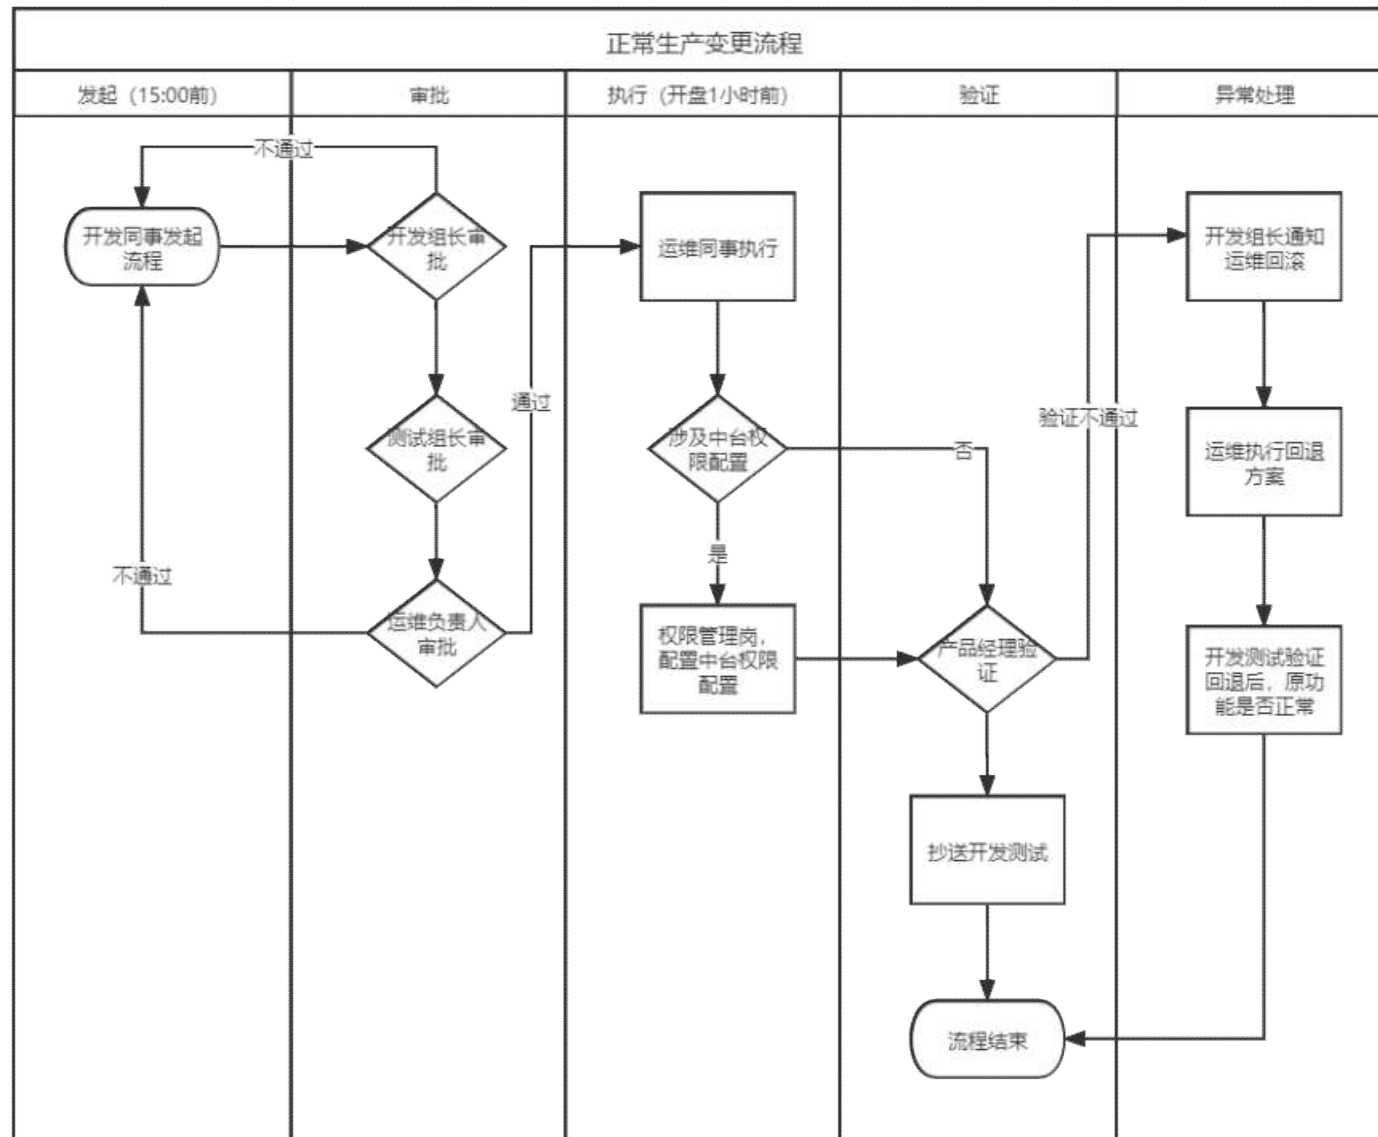 正常生产变更流程
发起（15:00前）
审批
执行（开盘1小时前）
验证
异常处理
不通过
开发同事发起
流程
开发组长审
批
运维同事执行
开发组长通知
运维回滚
通过
验证不通过
测试组长审
批
涉及中台权
限配置
否
运维执行回退
方案
是
不通过
运维负责人
审批
权限管理岗，
配置中台权限
配置
产品经理验
证
开发测试验证
回退后，原功
能是否正常
抄送开发测试
流程结束